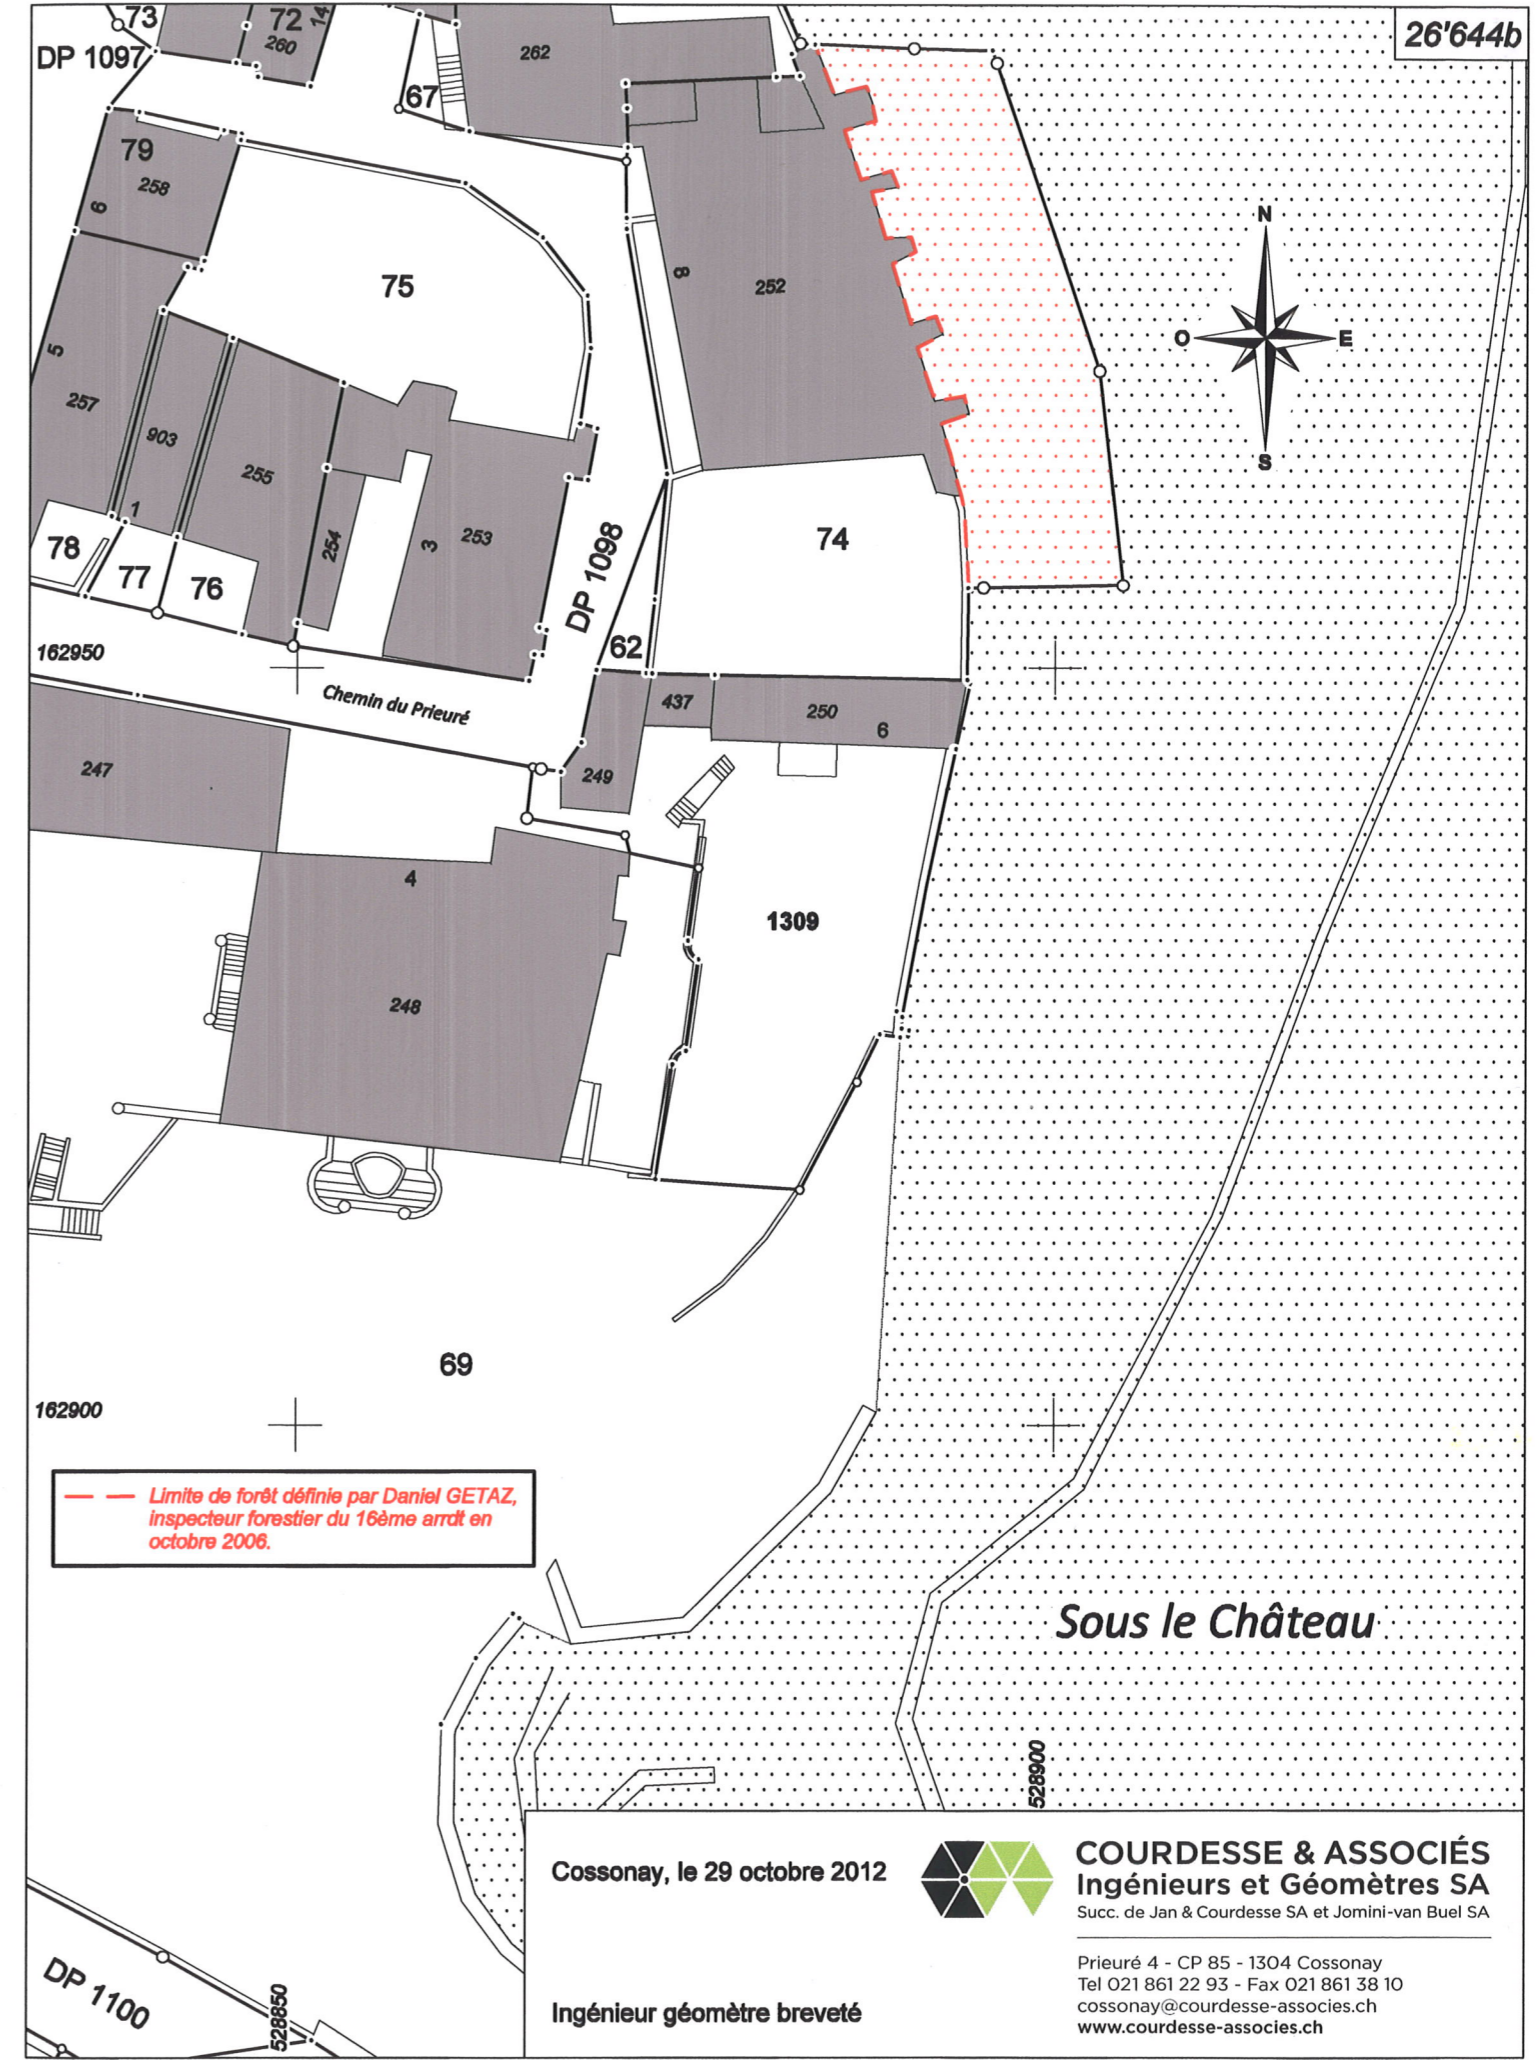 26'644b
73
72
14
260
262
DP 1097
67
79
258
6
75
8
252
N
O
E
S
5
257
903
255
254
3
253
1
78
77
76
DP 1098
74
62
162950
Chemin du Prieuré
437
250
6
247
249
4
1309
248
69
162900
Limite de forêt définie par Daniel GETAZ,
inspecteur forestier du 16ème arrdt en
octobre 2006.
Sous le Château
528900
528850
DP 1100
Cossonay, le 29 octobre 2012
Ingénieur géomètre breveté
COURDESSE & ASSOCIÉS
Ingénieurs et Géomètres SA
Succ. de Jan & Courdesse SA et Jomini-van Buel SA
Prieuré 4 - CP 85 - 1304 Cossonay
Tel 021 861 22 93 - Fax 021 861 38 10
cossonay@courdesse-associes.ch
www.courdesse-associes.ch